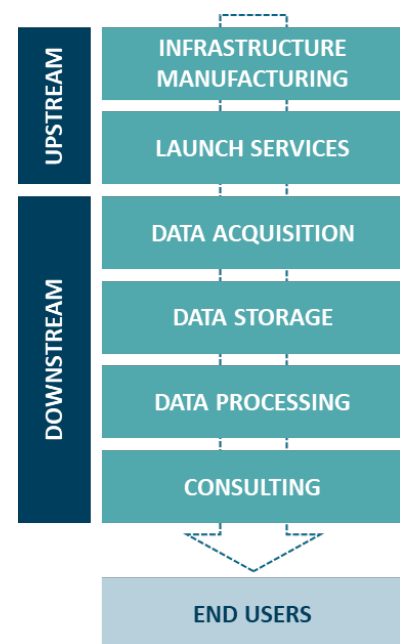 UPSTREAM
INFRASTRUCTURE
MANUFACTURING
LAUNCH SERVICES
DOWNSTREAM
DATA ACQUISITION
DATA STORAGE
DATA PROCESSING
CONSULTING
END USERS